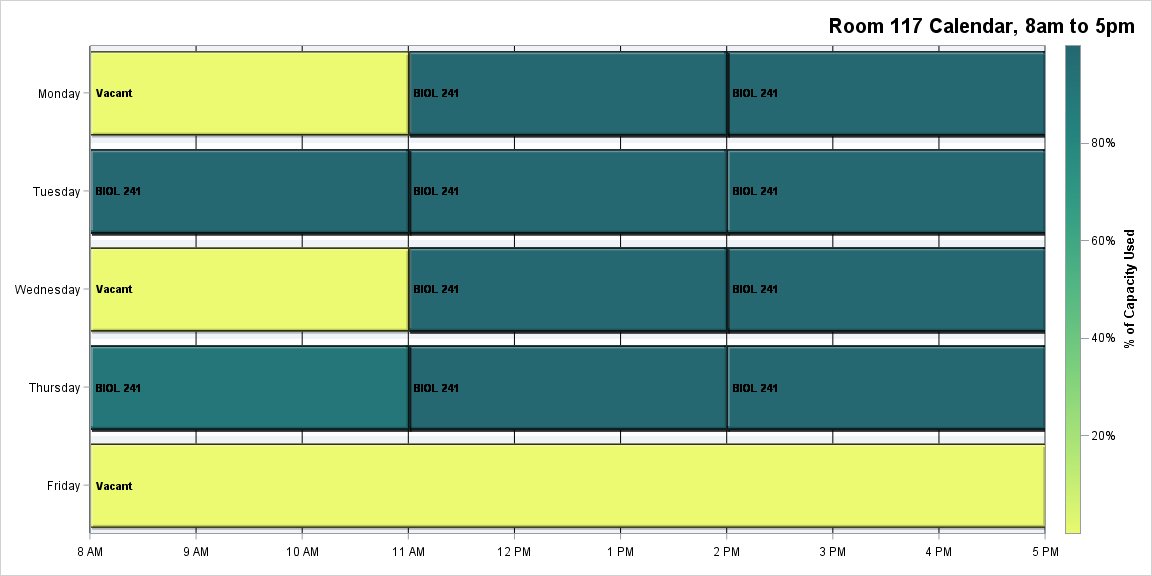 Room 117 Calendar, 8am to 5pm
Monday
Vacant
BIOL 241
BIOL 241
Tuesday
BIOL 241
BIOL 241
BIOL 241
Wednesday
Vacant
BIOL 241
BIOL 241
Thursday
BIOL 241
BIOL 241
BIOL 241
Friday
Vacant
8 AM
9 AM
10 AM
11 AM
12 PM
1 PM
2 PM
3 PM
4 PM
5 PM
80%
60%
40%
20%
% of Capacity Used